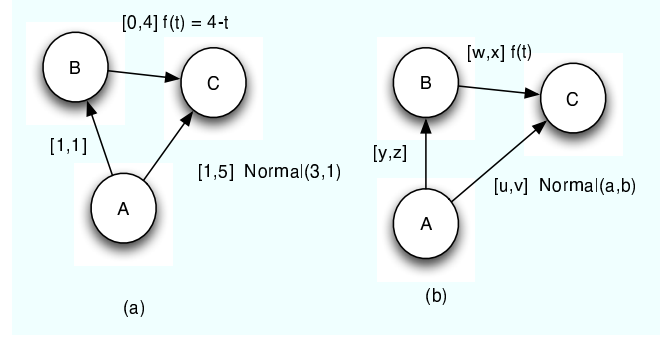 [0,4] f(t) = 4-t
B
C
[1,1]
[1,5] Normal(3,1)
A
(a)
[w,x] f(t)
B
C
[y,z]
[u,v] Normal(a,b)
A
(b)